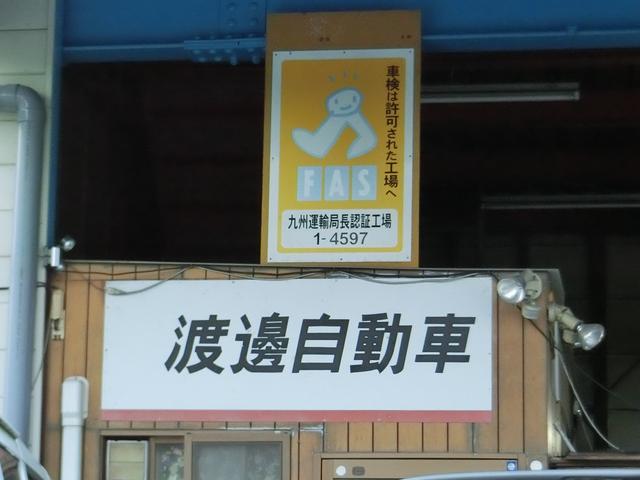 車検は許可された工場へ
FAS
九州運輸局長認証工場
1-4597
渡邊自動車